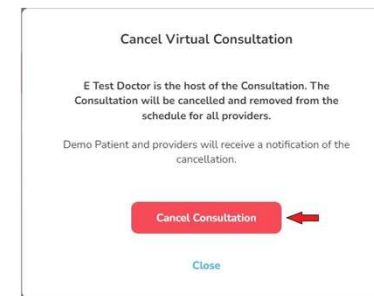 Cancel Virtual Consultation
E Test Doctor is the host of the Consultation. The
Consultation will be cancelled and removed from the
schedule for all providers.
Demo Patient and providers will receive a notification of the
cancellation.
Cancel Consultation
Close